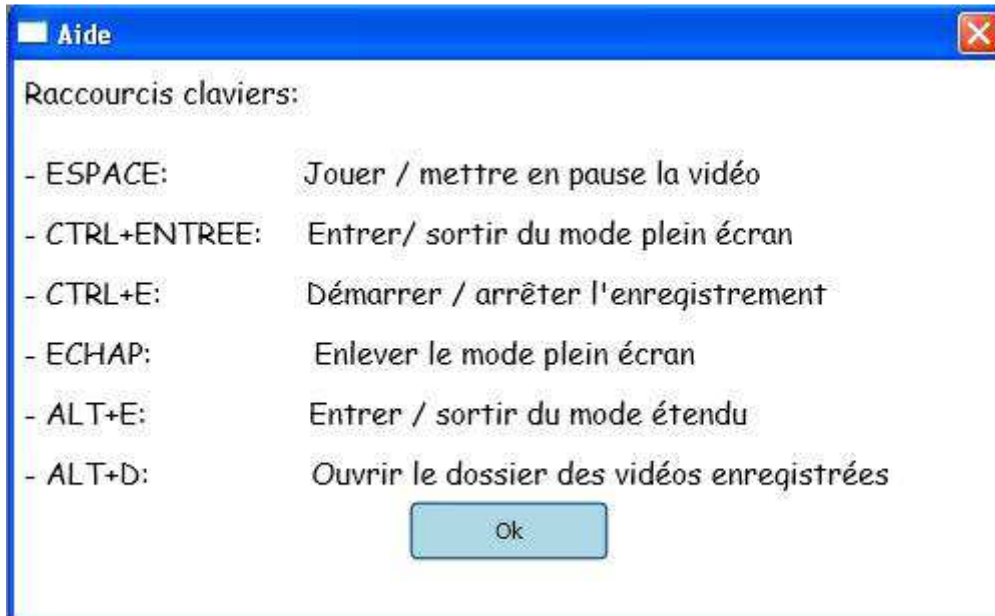 Aide
Raccourcis claviers:
- ESPACE: Jouer / mettre en pause la vidéo
- CTRL+ENTREE: Entrer/ sortir du mode plein écran
- CTRL+E: Démarrer / arrêter l'enregistrement
- ECHAP: Enlever le mode plein écran
- ALT+E: Entrer / sortir du mode étendu
- ALT+D: Ouvrir le dossier des vidéos enregistrées
Ok